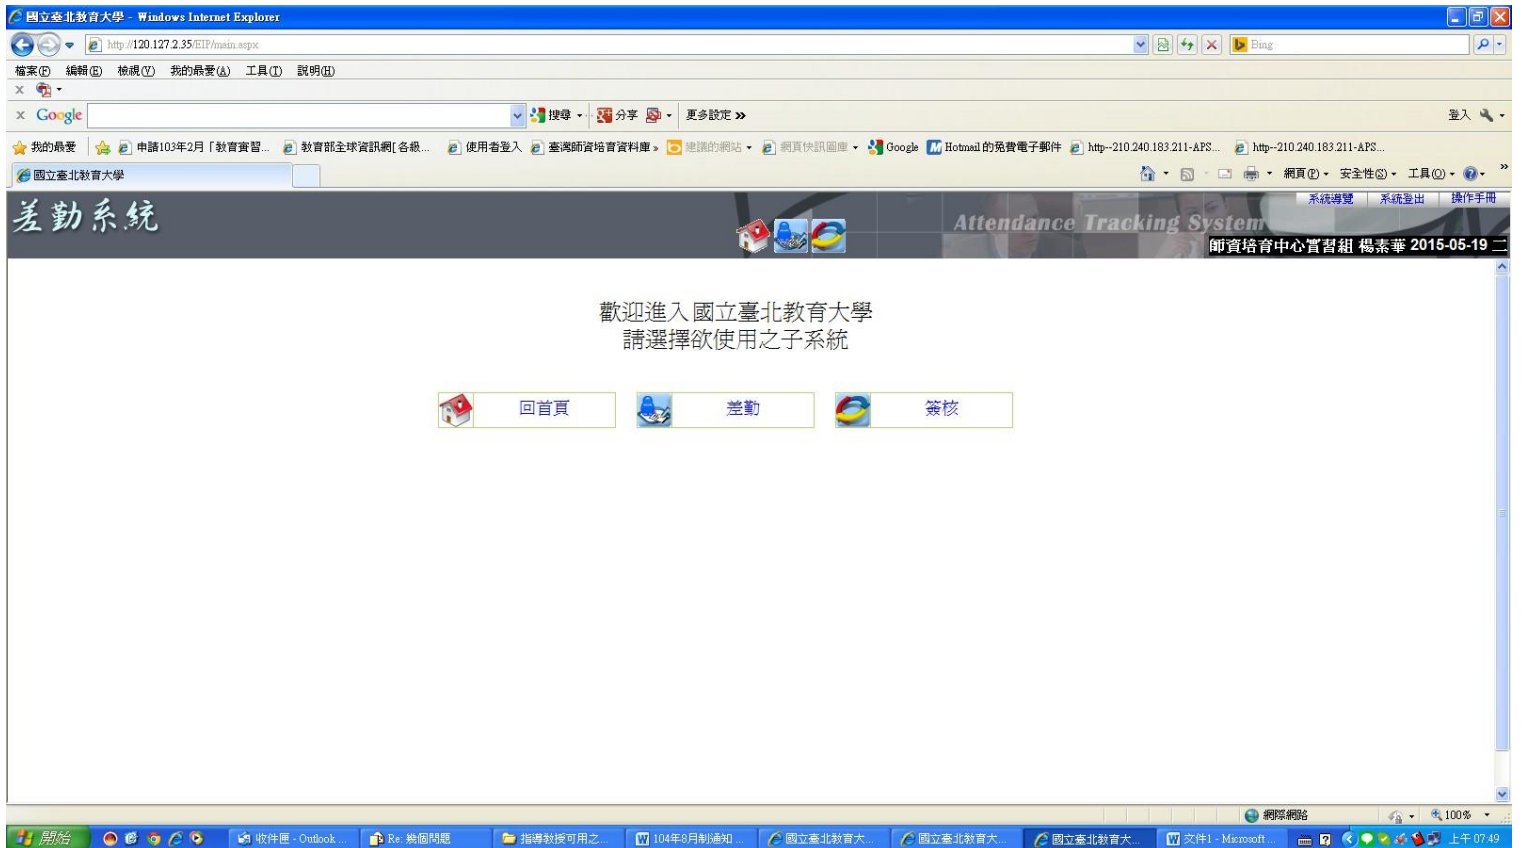 國立臺北教育大學 - Windows Internet Explorer
http://120.127.2.35/EIP/main.aspx
Bing
檔案(F) 編輯(E) 檢視(V) 我的最愛(A) 工具(T) 說明(H)
x
x Google 搜尋 分享 更多設定 » 登入
我的最愛 申請103年2月「教育實習... 教育部全球資訊網[各級... 使用者登入 臺灣師資培育資料庫» 建議的網站 網頁快訊圖庫 Google Hotmail 的免費電子郵件 http--210.240.183.211-APS... http--210.240.183.211-APS...
國立臺北教育大學 網頁(P) 安全性(S) 工具(O) »
差勤系統
Attendance Tracking System
系統導覽 系統登出 操作手冊
師資培育中心實習組 楊素華 2015-05-19 二
歡迎進入國立臺北教育大學
請選擇欲使用之子系統
回首頁 差勤 簽核
網際網路 100%
開始 收件匣 - Outlook ... Re: 幾個問題 指導教授可用之... 104年8月制通知 ... 國立臺北教育大... 國立臺北教育大... 國立臺北教育大... 文件1 - Microsoft ... 上午 07:49